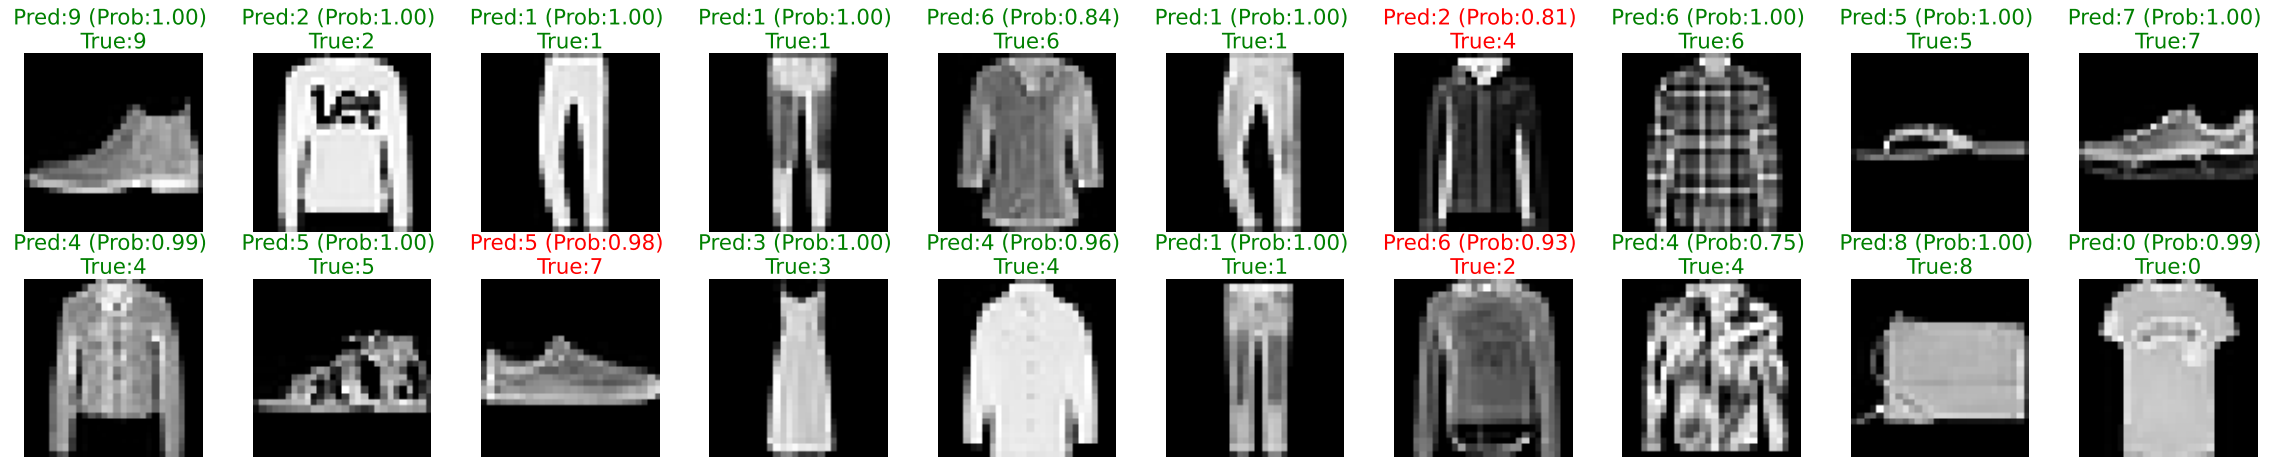 Pred:9 (Prob:1.00) Pred:2 (Prob:1.00) Pred:1 (Prob:1.00) Pred:1 (Prob:1.00) Pred:6 (Prob:0.84) Pred:1 (Prob:1.00) Pred:2 (Prob:0.81) Pred:6 (Prob:1.00) Pred:5 (Prob:1.00) Pred:7 (Prob:1.00)
True:9 True:2 True:1 True:1 True:6 True:1 True:4 True:6 True:5 True:7
Lee
Pred:4 (Prob:0.99) Pred:5 (Prob:1.00) Pred:5 (Prob:0.98) Pred:3 (Prob:1.00) Pred:4 (Prob:0.96) Pred:1 (Prob:1.00) Pred:6 (Prob:0.93) Pred:4 (Prob:0.75) Pred:8 (Prob:1.00) Pred:0 (Prob:0.99)
True:4 True:5 True:7 True:3 True:4 True:1 True:2 True:4 True:8 True:0